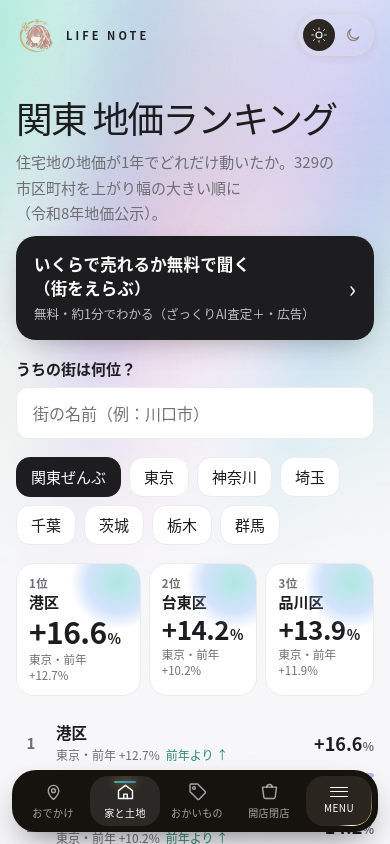 LIFE NOTE
関東 地価ランキング
住宅地の地価が1年でどれだけ動いたか。329の
市区町村を上がり幅の大きい順に
（令和8年地価公示）。
いくらで売れるか無料で聞く
（街をえらぶ）
無料・約1分でわかる（ざっくりAI査定＋・広告）
›
うちの街は何位？
街の名前（例：川口市）
関東ぜんぶ
東京
神奈川
埼玉
千葉
茨城
栃木
群馬
1位
港区
+16.6%
東京・前年
+12.7%
2位
台東区
+14.2%
東京・前年
+10.2%
3位
品川区
+13.9%
東京・前年
+11.9%
1
港区
東京・前年 +12.7% 前年より ↑
+16.6%
おでかけ
家と土地
おかいもの
開店閉店
MENU
東京・前年 +10.2% 前年より ↑